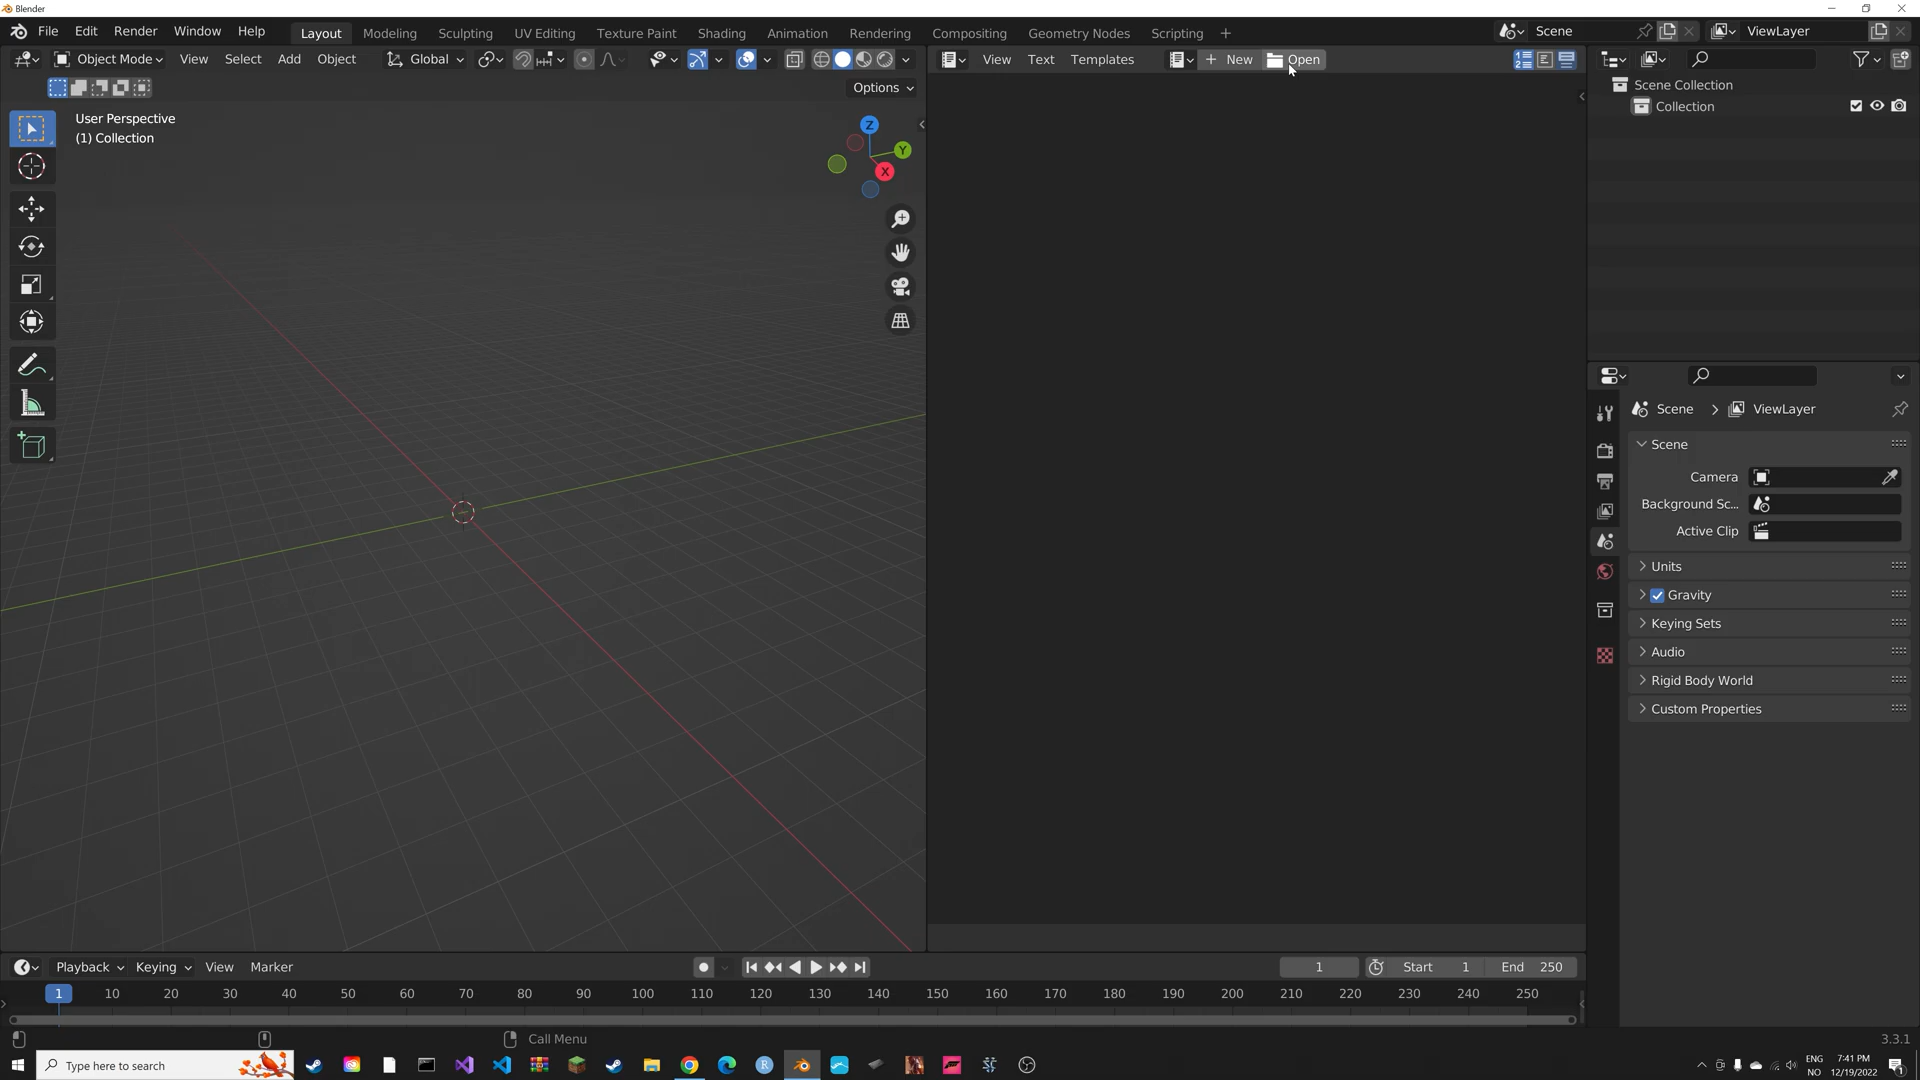 Blender
File Edit Render Window Help Layout Modeling Sculpting UV Editing Texture Paint Shading Animation Rendering Compositing Geometry Nodes Scripting + Scene ViewLayer
Object Mode View Select Add Object Global View Text Templates New Open
Options
User Perspective
(1) Collection
Z
Y
X
Scene Collection
Collection
Scene > ViewLayer
Scene
Camera
Background Sc...
Active Clip
Units
Gravity
Keying Sets
Audio
Rigid Body World
Custom Properties
Playback Keying View Marker 1 Start 1 End 250
1 10 20 30 40 50 60 70 80 90 100 110 120 130 140 150 160 170 180 190 200 210 220 230 240 250
Call Menu 3.3.1
Type here to search
ENG
NO
7:41 PM
12/19/2022
1